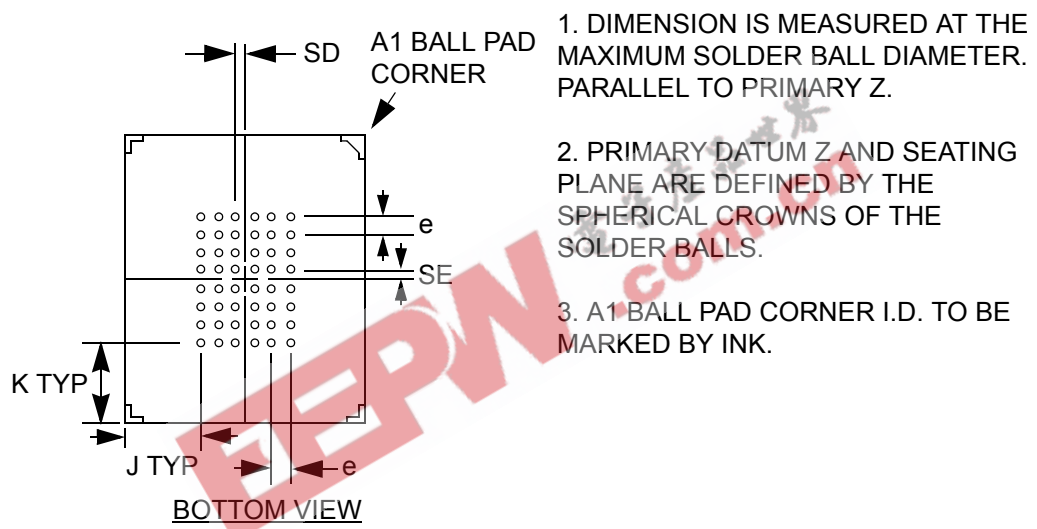 SD
A1 BALL PAD
CORNER
e
SE
K TYP
J TYP
e
BOTTOM VIEW
1. DIMENSION IS MEASURED AT THE
MAXIMUM SOLDER BALL DIAMETER.
PARALLEL TO PRIMARY Z.
2. PRIMARY DATUM Z AND SEATING
PLANE ARE DEFINED BY THE
SPHERICAL CROWNS OF THE
SOLDER BALLS.
3. A1 BALL PAD CORNER I.D. TO BE
MARKED BY INK.
EEPW
.com.cn